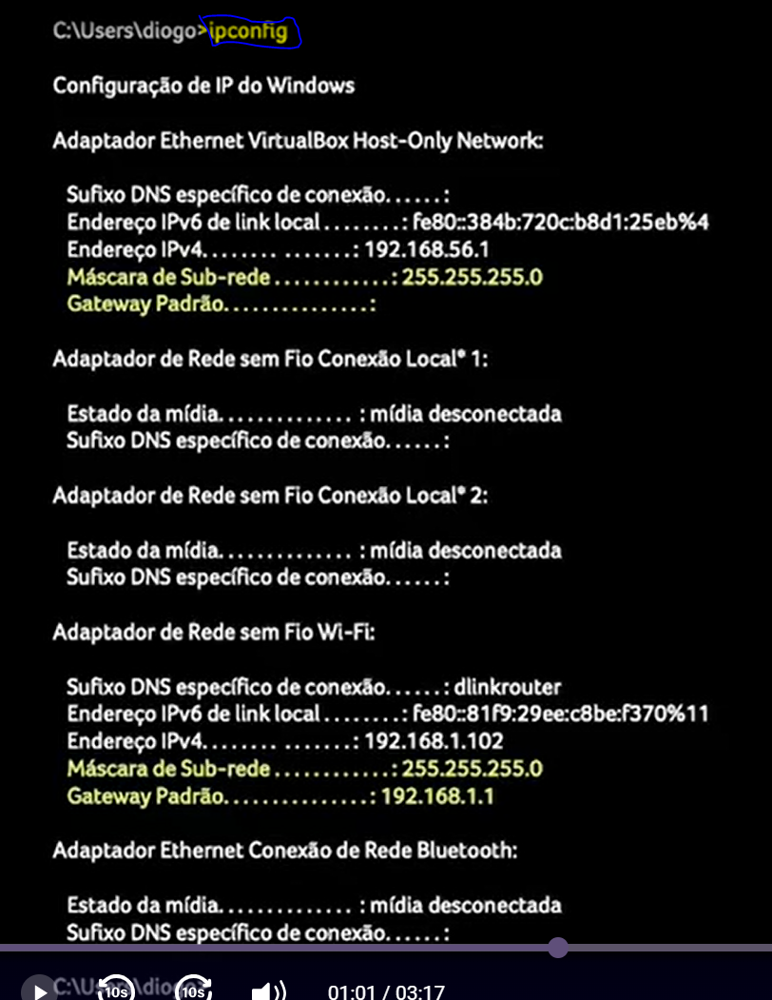 C:\Users\diogo>ipconfig
Configuração de IP do Windows
Adaptador Ethernet VirtualBox Host-Only Network:
Sufixo DNS específico de conexão. . . . . . :
Endereço IPv6 de link local . . . . . . . . : fe80::384b:720c:b8d1:25eb%4
Endereço IPv4. . . . . . . . . . . . . . . : 192.168.56.1
Máscara de Sub-rede . . . . . . . . . . . . : 255.255.255.0
Gateway Padrão. . . . . . . . . . . . . . . :
Adaptador de Rede sem Fio Conexão Local* 1:
Estado da mídia. . . . . . . . . . . . . . : mídia desconectada
Sufixo DNS específico de conexão. . . . . . :
Adaptador de Rede sem Fio Conexão Local* 2:
Estado da mídia. . . . . . . . . . . . . . : mídia desconectada
Sufixo DNS específico de conexão. . . . . . :
Adaptador de Rede sem Fio Wi-Fi:
Sufixo DNS específico de conexão. . . . . . : dlinkrouter
Endereço IPv6 de link local . . . . . . . . : fe80::81f9:29ee:c8be:f370%11
Endereço IPv4. . . . . . . . . . . . . . . : 192.168.1.102
Máscara de Sub-rede . . . . . . . . . . . . : 255.255.255.0
Gateway Padrão. . . . . . . . . . . . . . . : 192.168.1.1
Adaptador Ethernet Conexão de Rede Bluetooth:
Estado da mídia. . . . . . . . . . . . . . : mídia desconectada
Sufixo DNS específico de conexão. . . . . . :
10s 10s 01:01 / 03:17